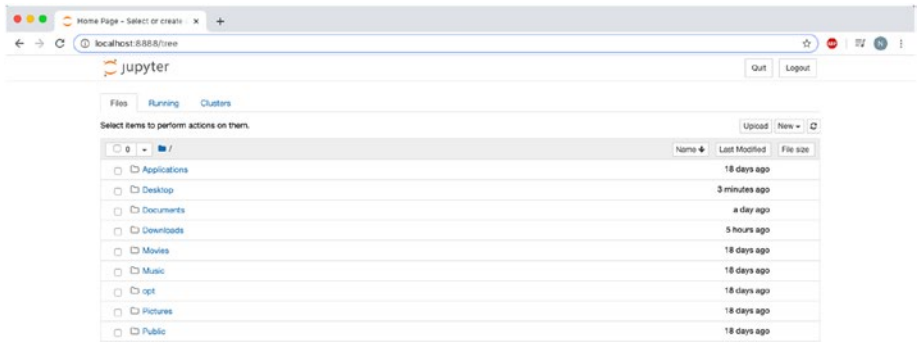 Home Page - Select or create
localhost:8888/tree
N
jupyter
Quit Logout
Files Running Clusters
Select items to perform actions on them.
Upload New
0 / Name Last Modified File size
Applications 18 days ago
Desktop 3 minutes ago
Documents a day ago
Downloads 5 hours ago
Movies 18 days ago
Music 18 days ago
opt 18 days ago
Pictures 18 days ago
Public 18 days ago